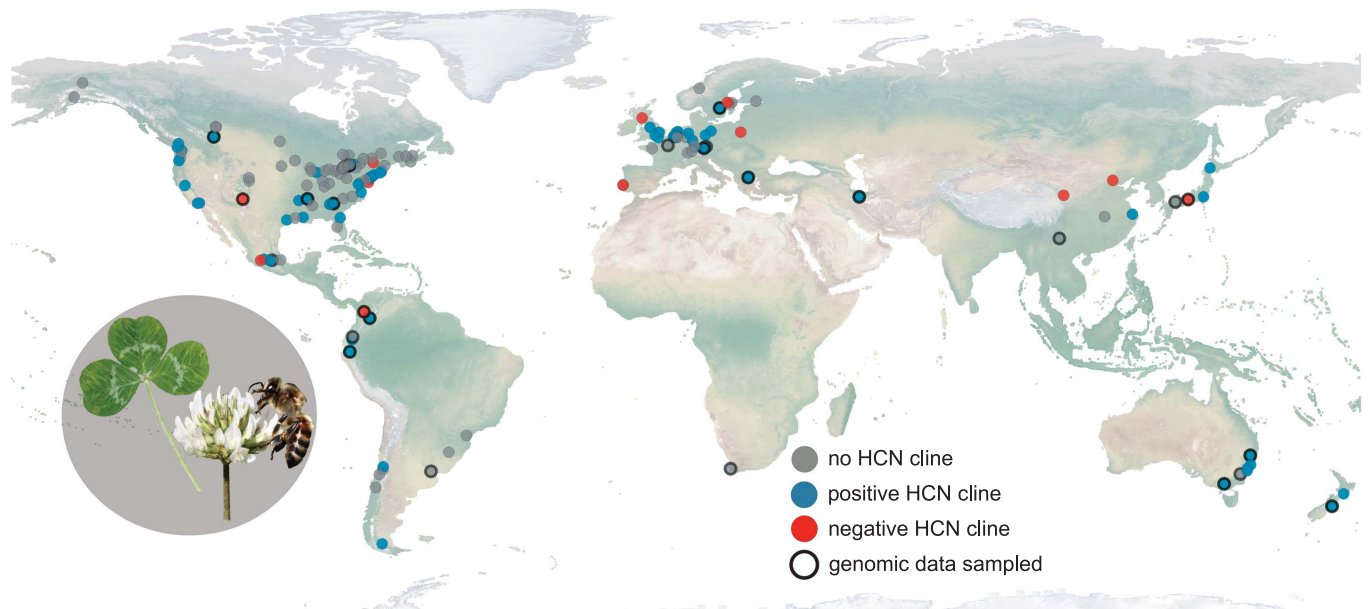 no HCN cline
positive HCN cline
negative HCN cline
genomic data sampled